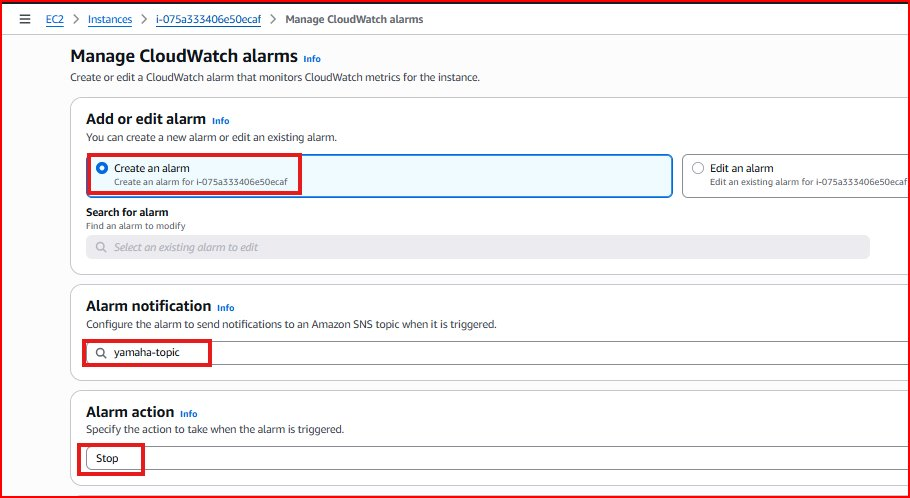 EC2 > Instances > i-075a333406e50ecaf > Manage CloudWatch alarms
Manage CloudWatch alarms Info
Create or edit a CloudWatch alarm that monitors CloudWatch metrics for the instance.
Add or edit alarm Info
You can create a new alarm or edit an existing alarm.
Create an alarm
Create an alarm for i-075a333406e50ecaf
Edit an alarm
Edit an existing alarm for i-075a333406e50ecaf
Search for alarm
Find an alarm to modify
Select an existing alarm to edit
Alarm notification Info
Configure the alarm to send notifications to an Amazon SNS topic when it is triggered.
yamaha-topic
Alarm action Info
Specify the action to take when the alarm is triggered.
Stop